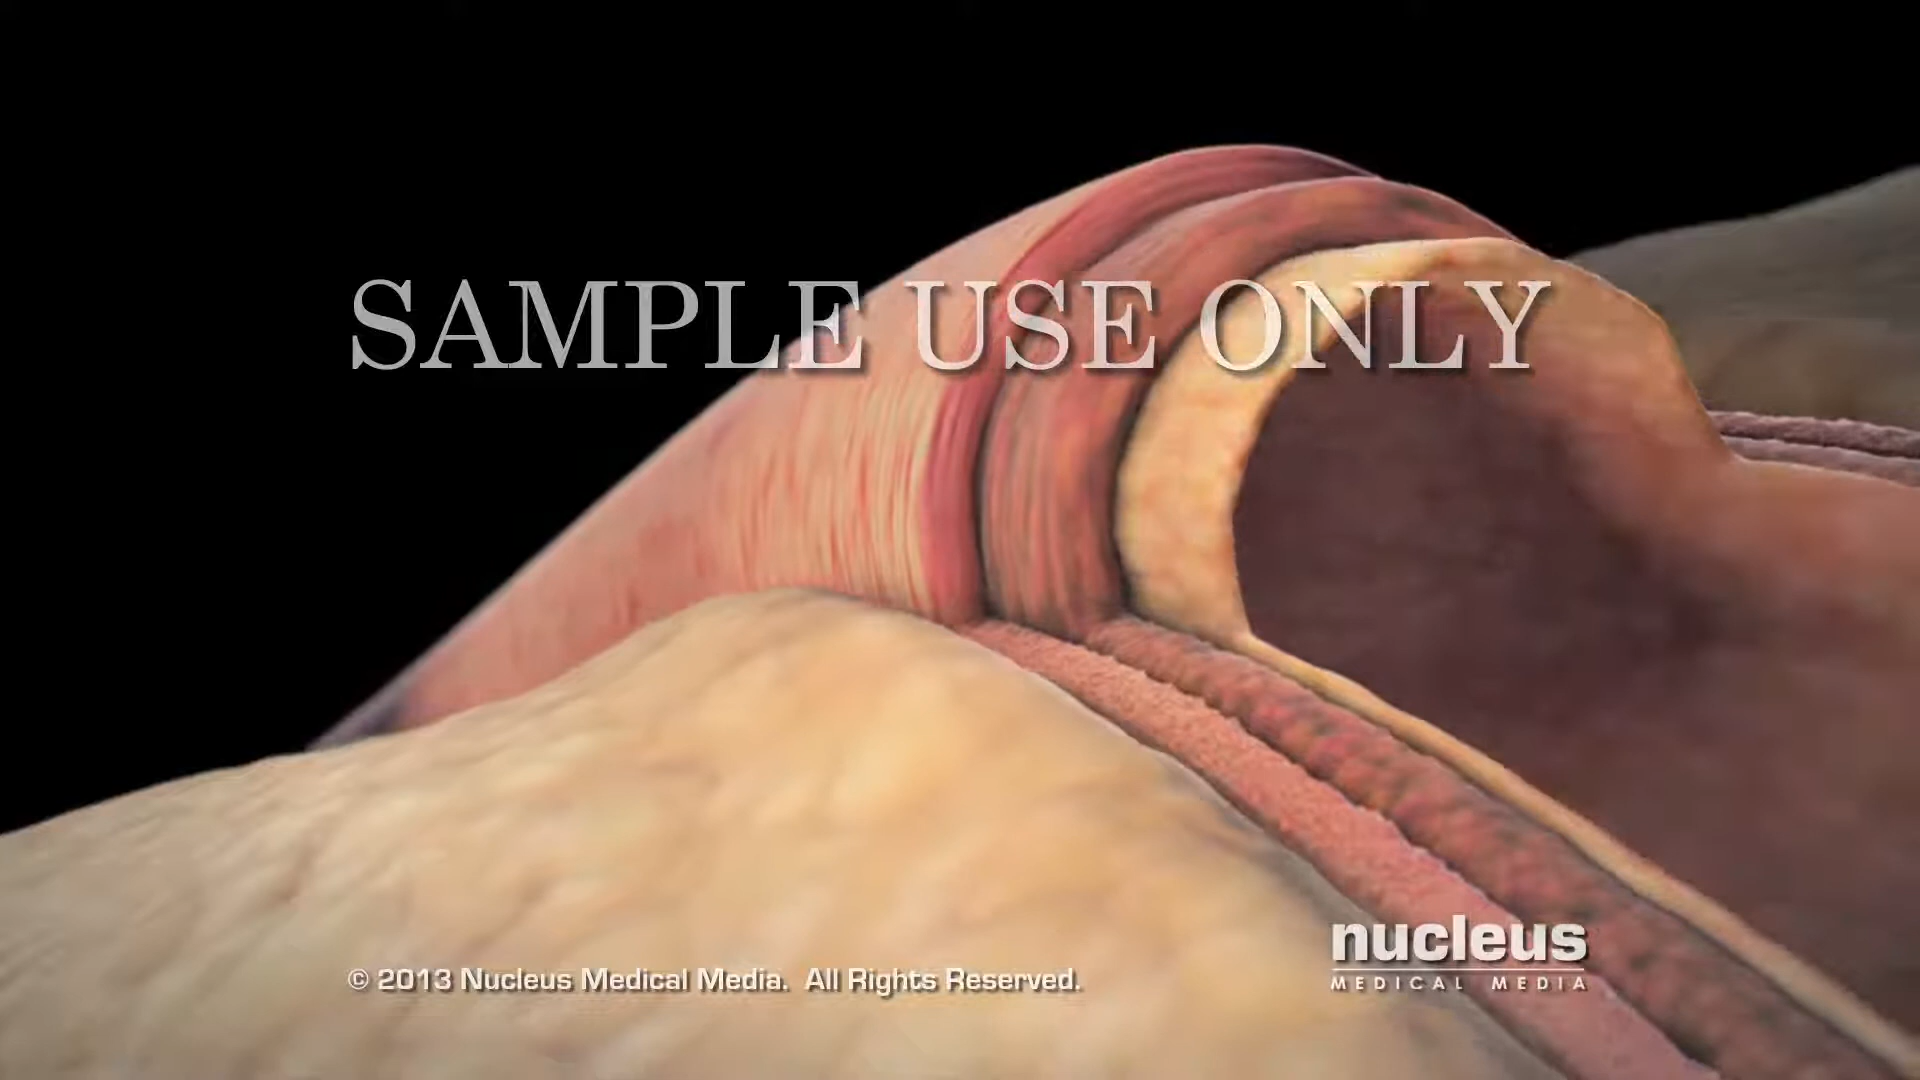 SAMPLE USE ONLY
nucleus
MEDICAL MEDIA
© 2013 Nucleus Medical Media. All Rights Reserved.